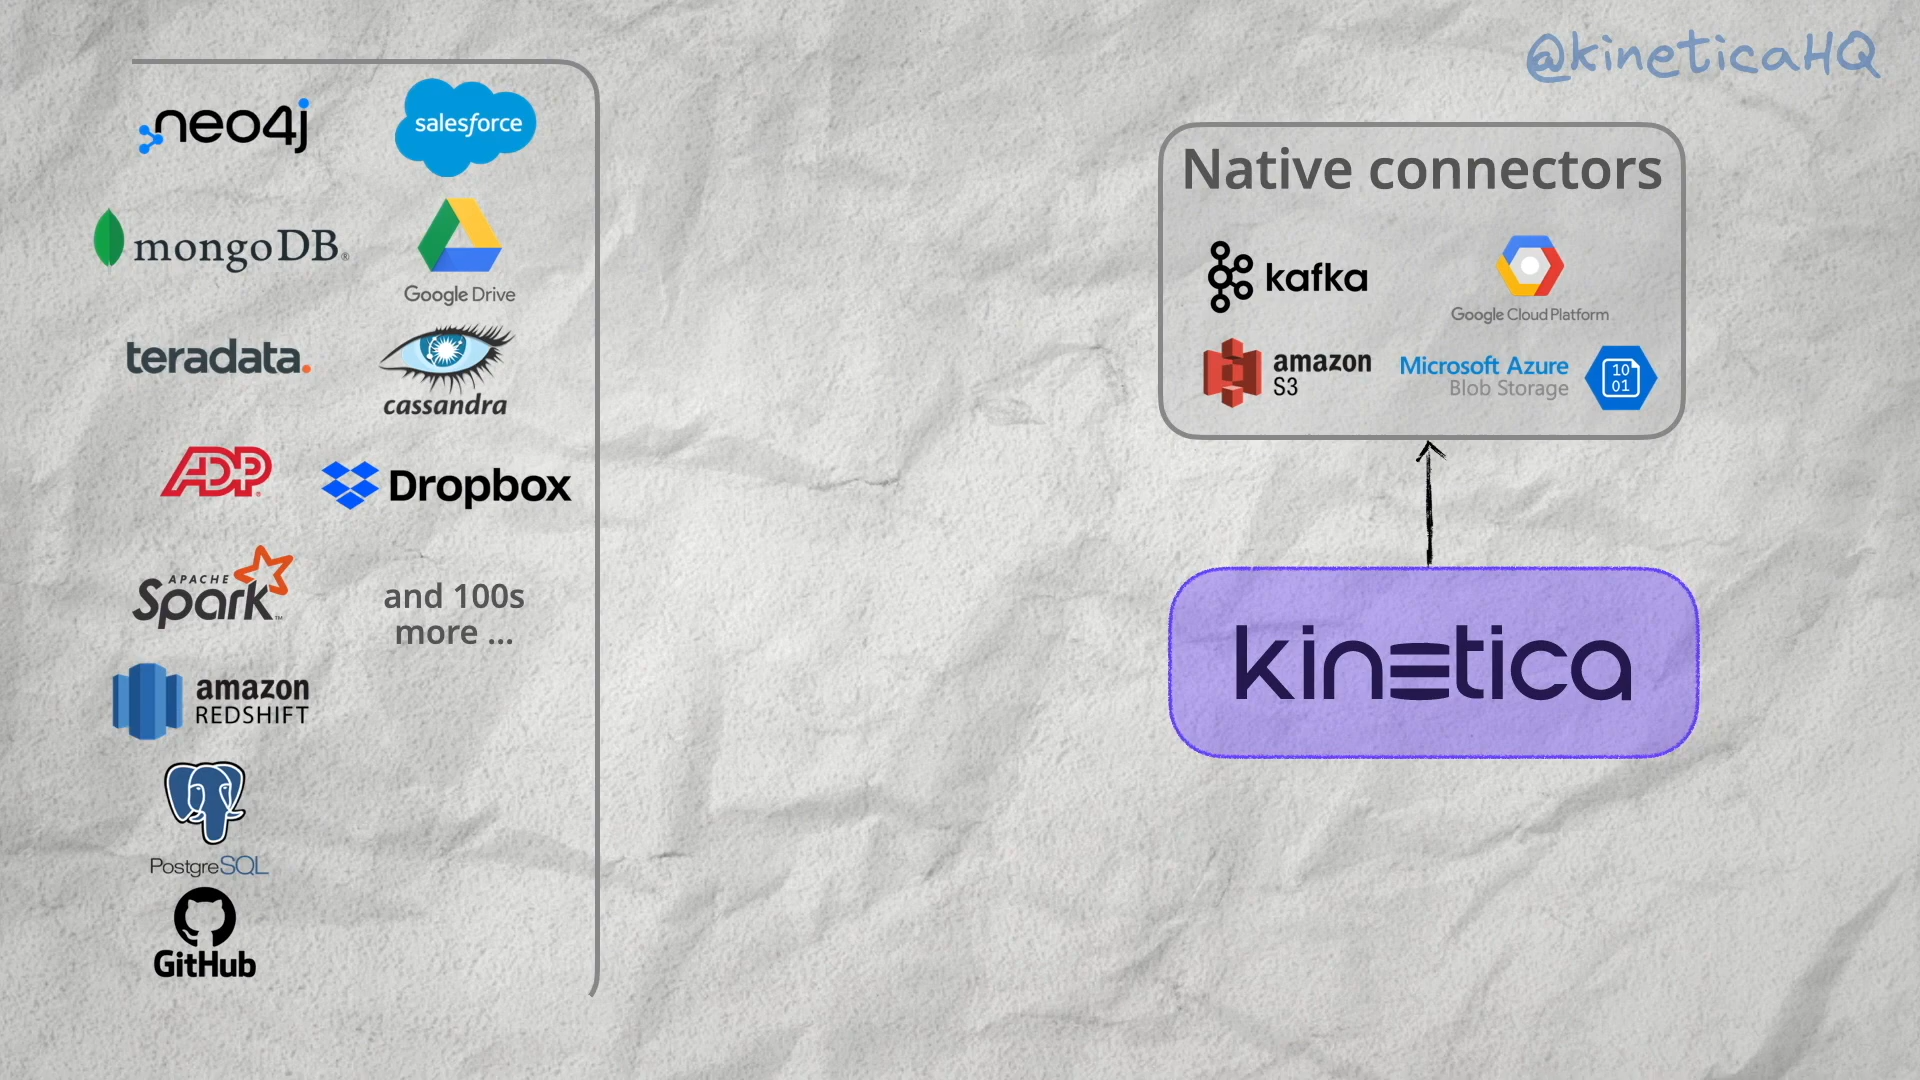 @kineticaHQ
neo4j
salesforce
mongoDB®
Google Drive
teradata.
cassandra
ADP®
Dropbox
APACHE
Spark™
and 100s
more ...
amazon
REDSHIFT
PostgreSQL
GitHub
Native connectors
kafka
Google Cloud Platform
amazon
S3
Microsoft Azure
Blob Storage
10
01
kinetica